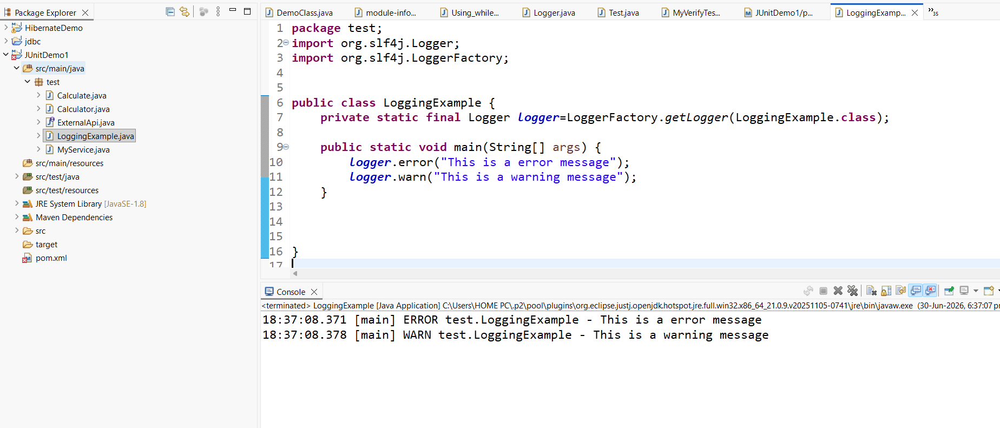 Package Explorer
HibernateDemo
jdbc
JUnitDemo1
src/main/java
test
Calculate.java
Calculator.java
ExternalApi.java
LoggingExample.java
MyService.java
src/main/resources
src/test/java
src/test/resources
JRE System Library [JavaSE-1.8]
Maven Dependencies
src
target
pom.xml
DemoClass.java module-info... Using_while... Logger.java Test.java MyVerifyTes... JUnitDemo1/p... LoggingExamp... »35
1 package test;
2 import org.slf4j.Logger;
3 import org.slf4j.LoggerFactory;
4
5
6 public class LoggingExample {
7     private static final Logger logger=LoggerFactory.getLogger(LoggingExample.class);
8
9     public static void main(String[] args) {
10         logger.error("This is a error message");
11         logger.warn("This is a warning message");
12     }
13
14
15
16 }
17
Console
<terminated> LoggingExample [Java Application] C:\Users\HOME PC\.p2\pool\plugins\org.eclipse.justj.openjdk.hotspot.jre.full.win32.x86_64_21.0.9.v20251105-0741\jre\bin\javaw.exe (30-Jun-2026, 6:37:07 pm
18:37:08.371 [main] ERROR test.LoggingExample - This is a error message
18:37:08.378 [main] WARN test.LoggingExample - This is a warning message